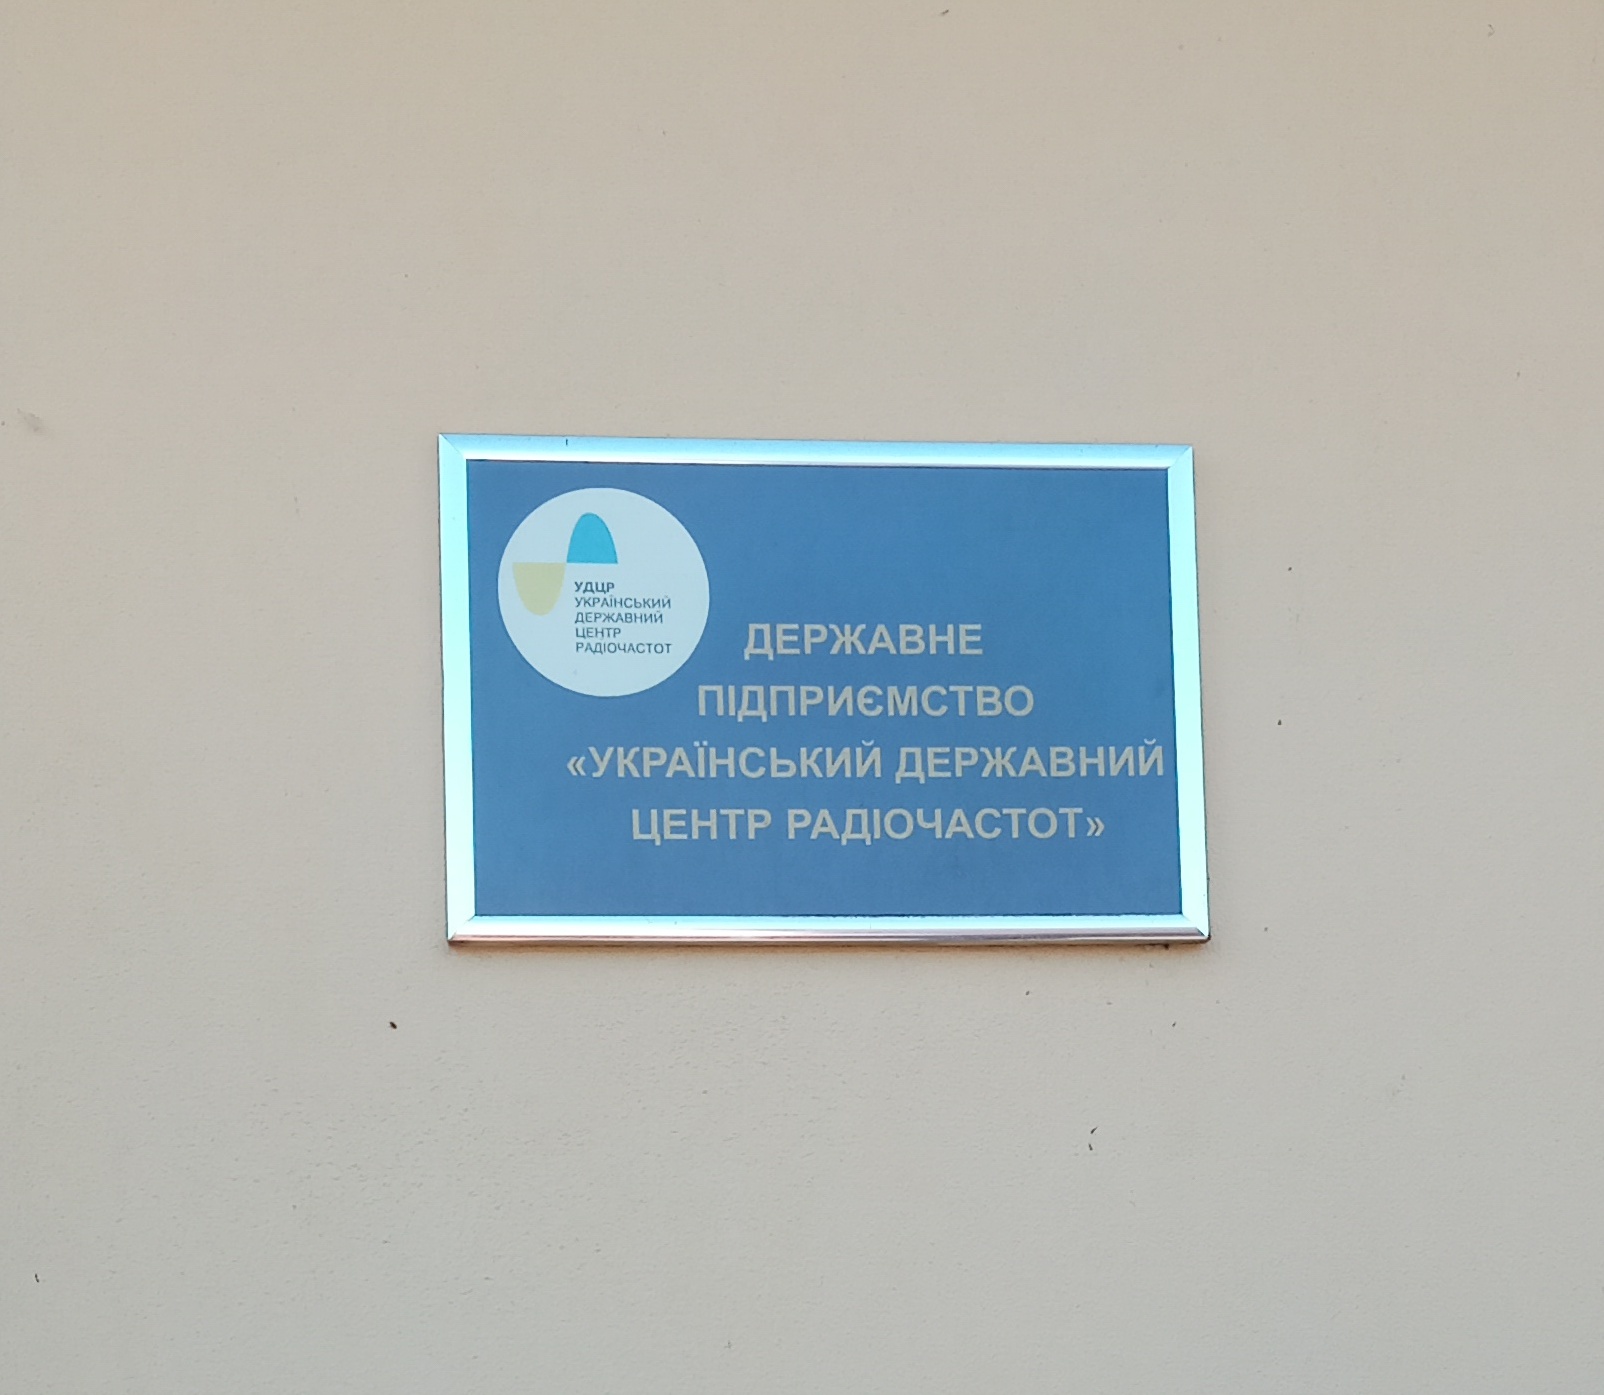 УДЦР
УКРАЇНСЬКИЙ
ДЕРЖАВНИЙ
ЦЕНТР
РАДІОЧАСТОТ
ДЕРЖАВНЕ
ПІДПРИЄМСТВО
«УКРАЇНСЬКИЙ ДЕРЖАВНИЙ
ЦЕНТР РАДІОЧАСТОТ»